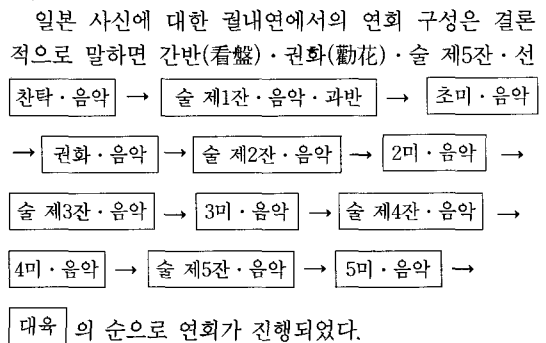 일본 사신에 대한 궐내연에서의 연회 구성은 결론
적으로 말하면 간반(看盤)·권화(勸花)·술 제5잔·선
찬탁·음악 → 술 제1잔·음악·과반 → 초미·음악
→ 권화·음악 → 술 제2잔·음악 → 2미·음악 →
술 제3잔·음악 → 3미·음악 → 술 제4잔·음악 →
4미·음악 → 술 제5잔·음악 → 5미·음악 →
대육 의 순으로 연회가 진행되었다.